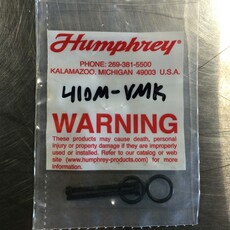 Humphrey®
PHONE: 269-381-5500
KALAMAZOO, MICHIGAN 49003 U.S.A.
410M-VMK
WARNING
These products may cause death, personal
injury or property damage if they are improperly
used or installed. Refer to our catalog or web
site (www.humphrey-products.com) for more
information.